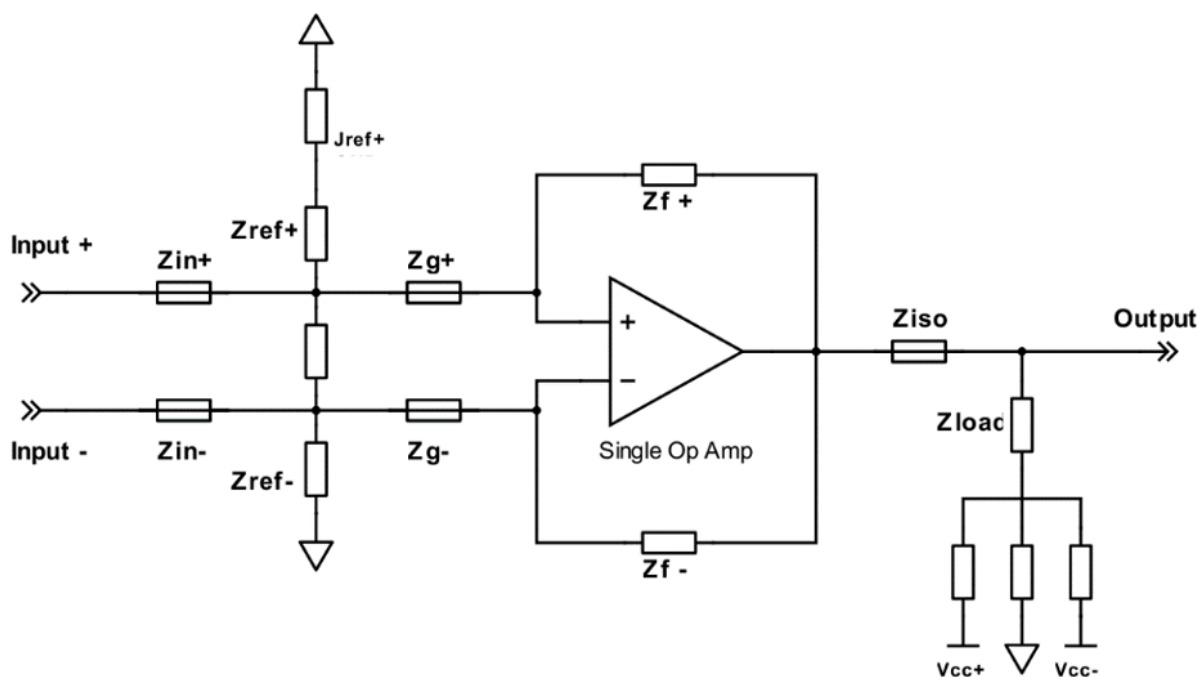 Jref+
Zref+
Input +
Zin+
Zg+
Zf +
+
−
Single Op Amp
Ziso
Output
Input -
Zin-
Zref-
Zg-
Zf -
Zload
Vcc+
Vcc-